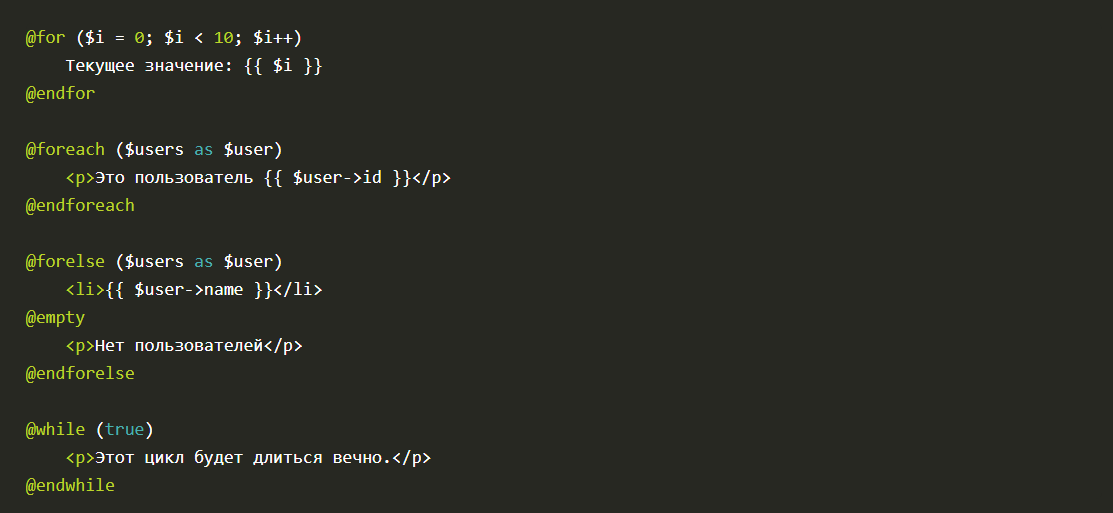 @for ($i = 0; $i < 10; $i++)
    Текущее значение: {{ $i }}
@endfor

@foreach ($users as $user)
    <p>Это пользователь {{ $user->id }}</p>
@endforeach

@forelse ($users as $user)
    <li>{{ $user->name }}</li>
@empty
    <p>Нет пользователей</p>
@endforelse

@while (true)
    <p>Этот цикл будет длиться вечно.</p>
@endwhile